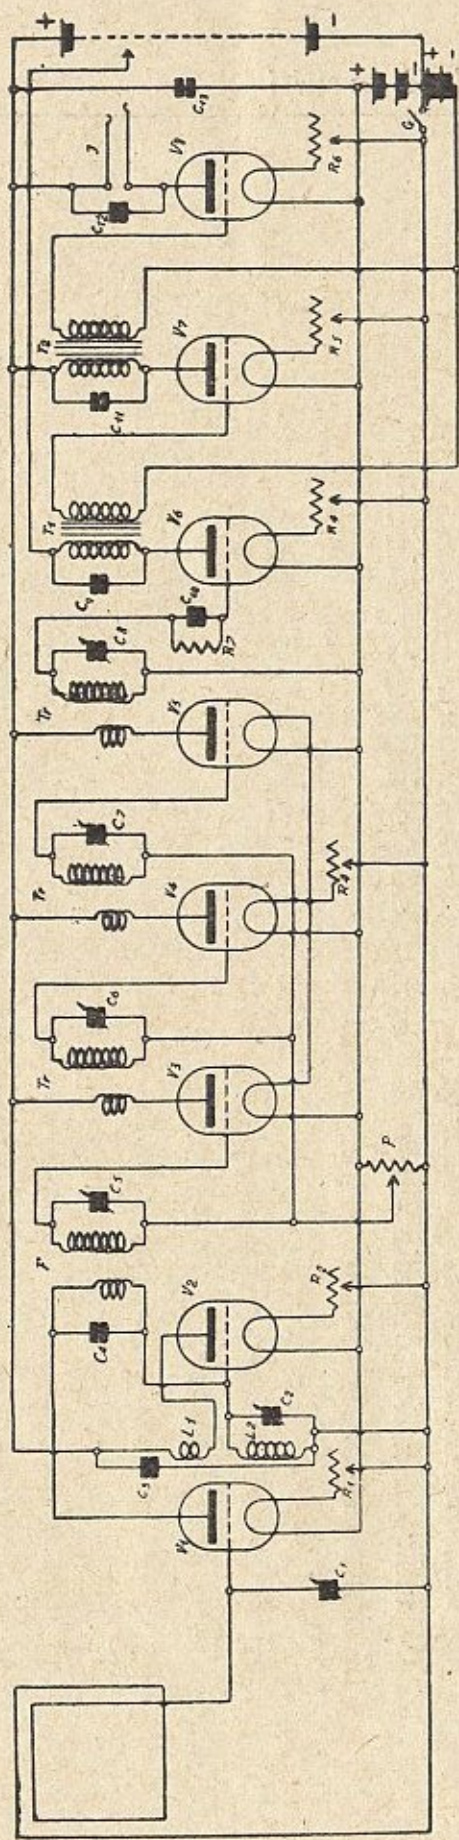 F
Tr
Tr
Tr
T1
T2
+
-
C4
C5
C6
C7
C8
C9
C11
C12
J
C3
L1
L2
C2
C10
R7
C13
V1
V2
V3
V4
V5
V6
V7
V8
C1
R1
R2
P
R3
R4
R5
R6
+
-
+
-
G